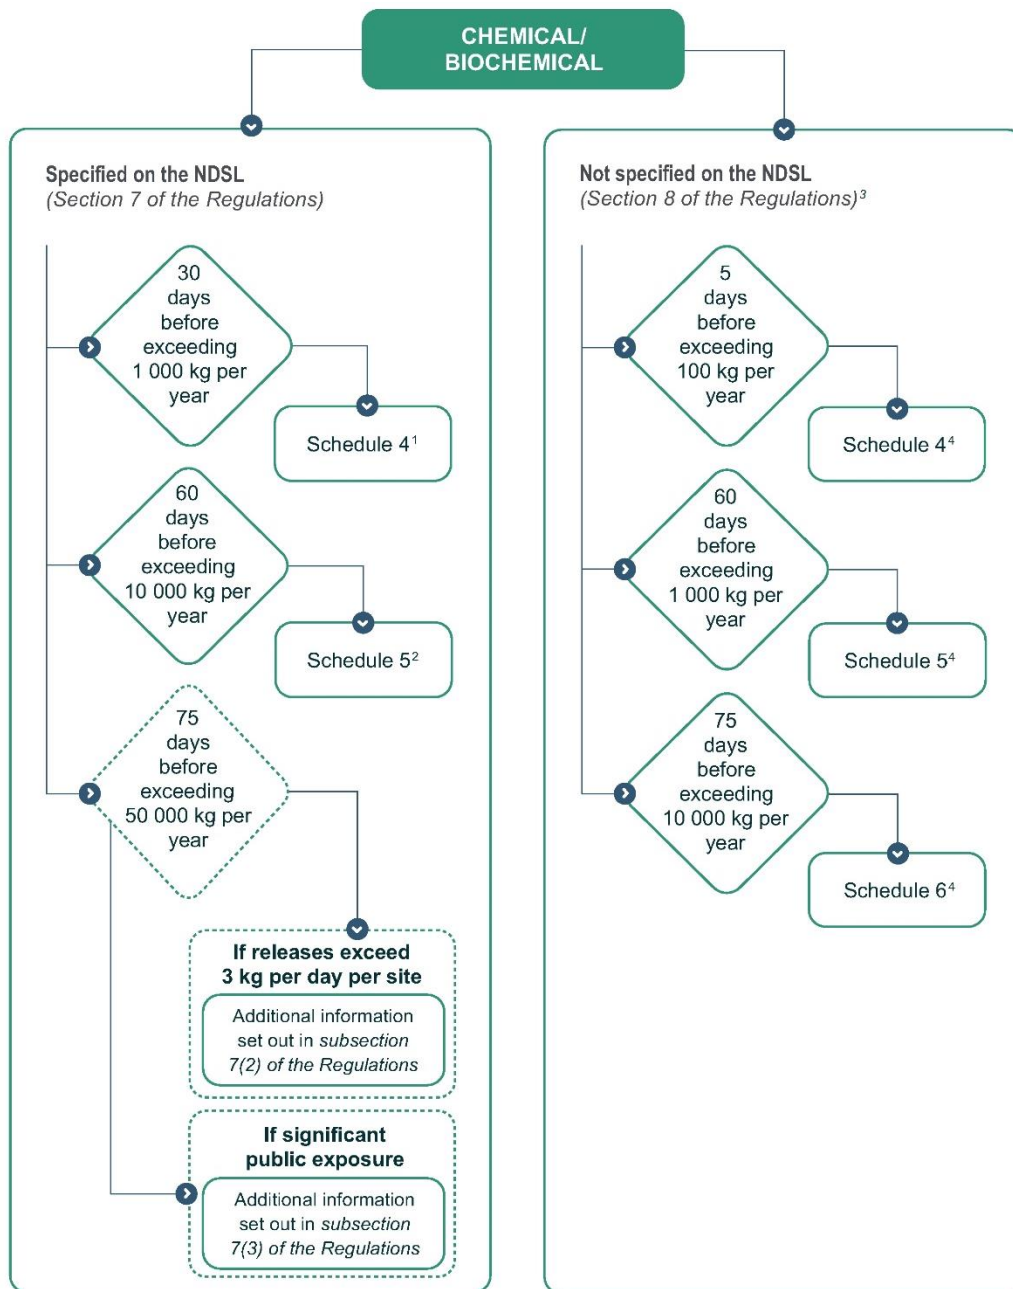 CHEMICAL/
BIOCHEMICAL
Specified on the NDSL
(Section 7 of the Regulations)
30
days
before
exceeding
1 000 kg per
year
Schedule 4¹
60
days
before
exceeding
10 000 kg per
year
Schedule 5²
75
days
before
exceeding
50 000 kg per
year
If releases exceed
3 kg per day per site
Additional information
set out in subsection
7(2) of the Regulations
If significant
public exposure
Additional information
set out in subsection
7(3) of the Regulations
Not specified on the NDSL
(Section 8 of the Regulations)³
5
days
before
exceeding
100 kg per
year
Schedule 4⁴
60
days
before
exceeding
1 000 kg per
year
Schedule 5⁴
75
days
before
exceeding
10 000 kg per
year
Schedule 6⁴